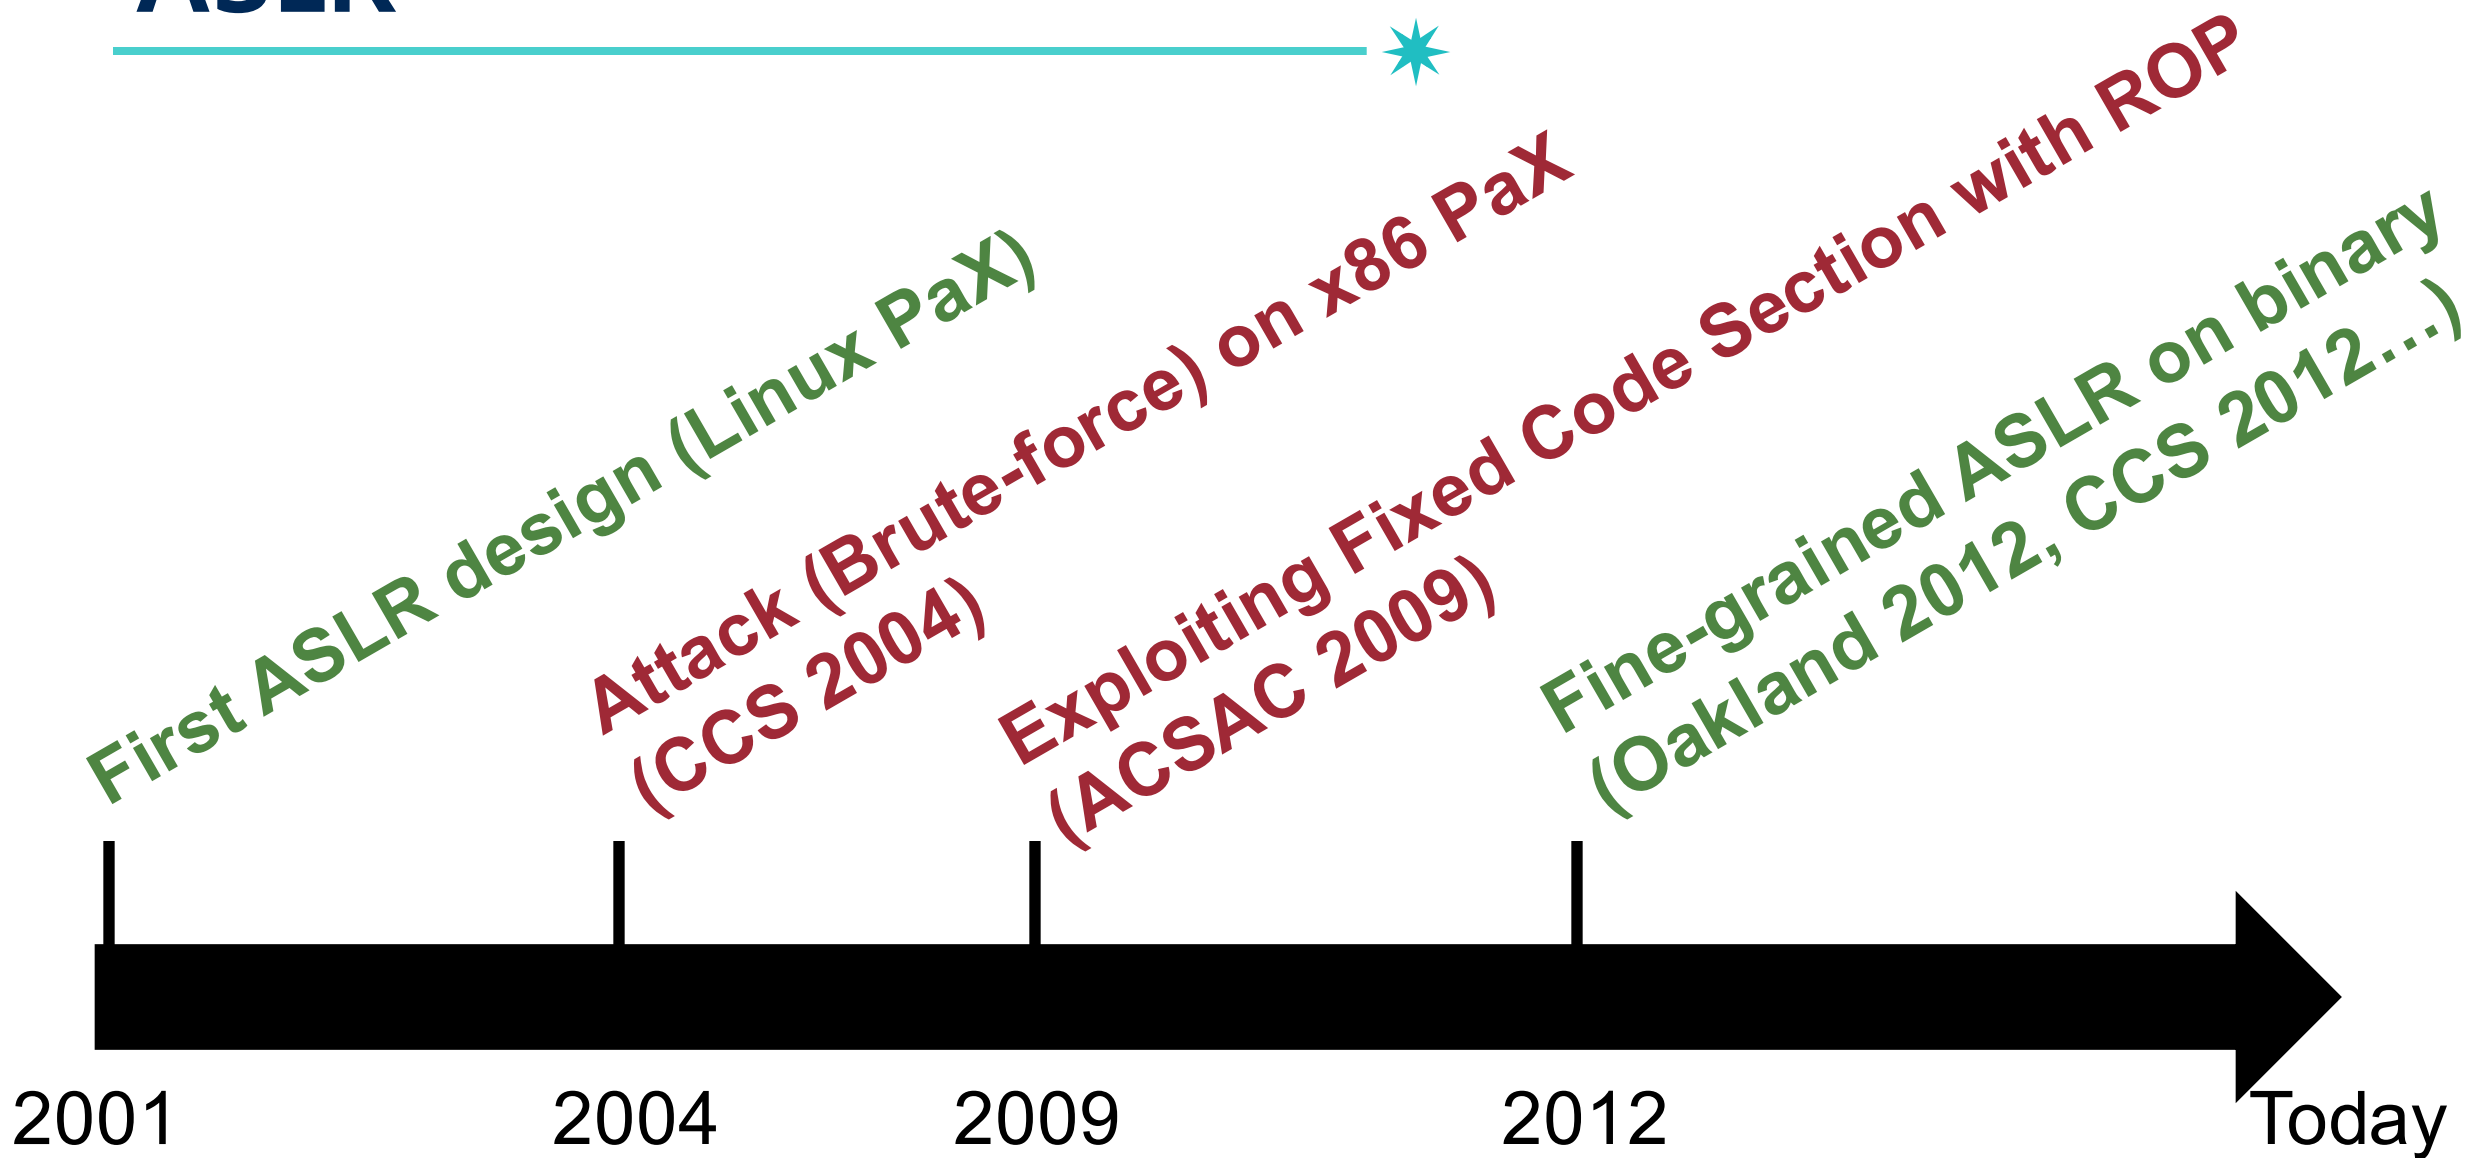 ASLR
First ASLR design (Linux PaX)
Attack (Brute-force) on x86 PaX
(CCS 2004)
Exploiting Fixed Code Section with ROP
(ACSAC 2009)
Fine-grained ASLR on binary
(Oakland 2012, CCS 2012....)
2001
2004
2009
2012
Today